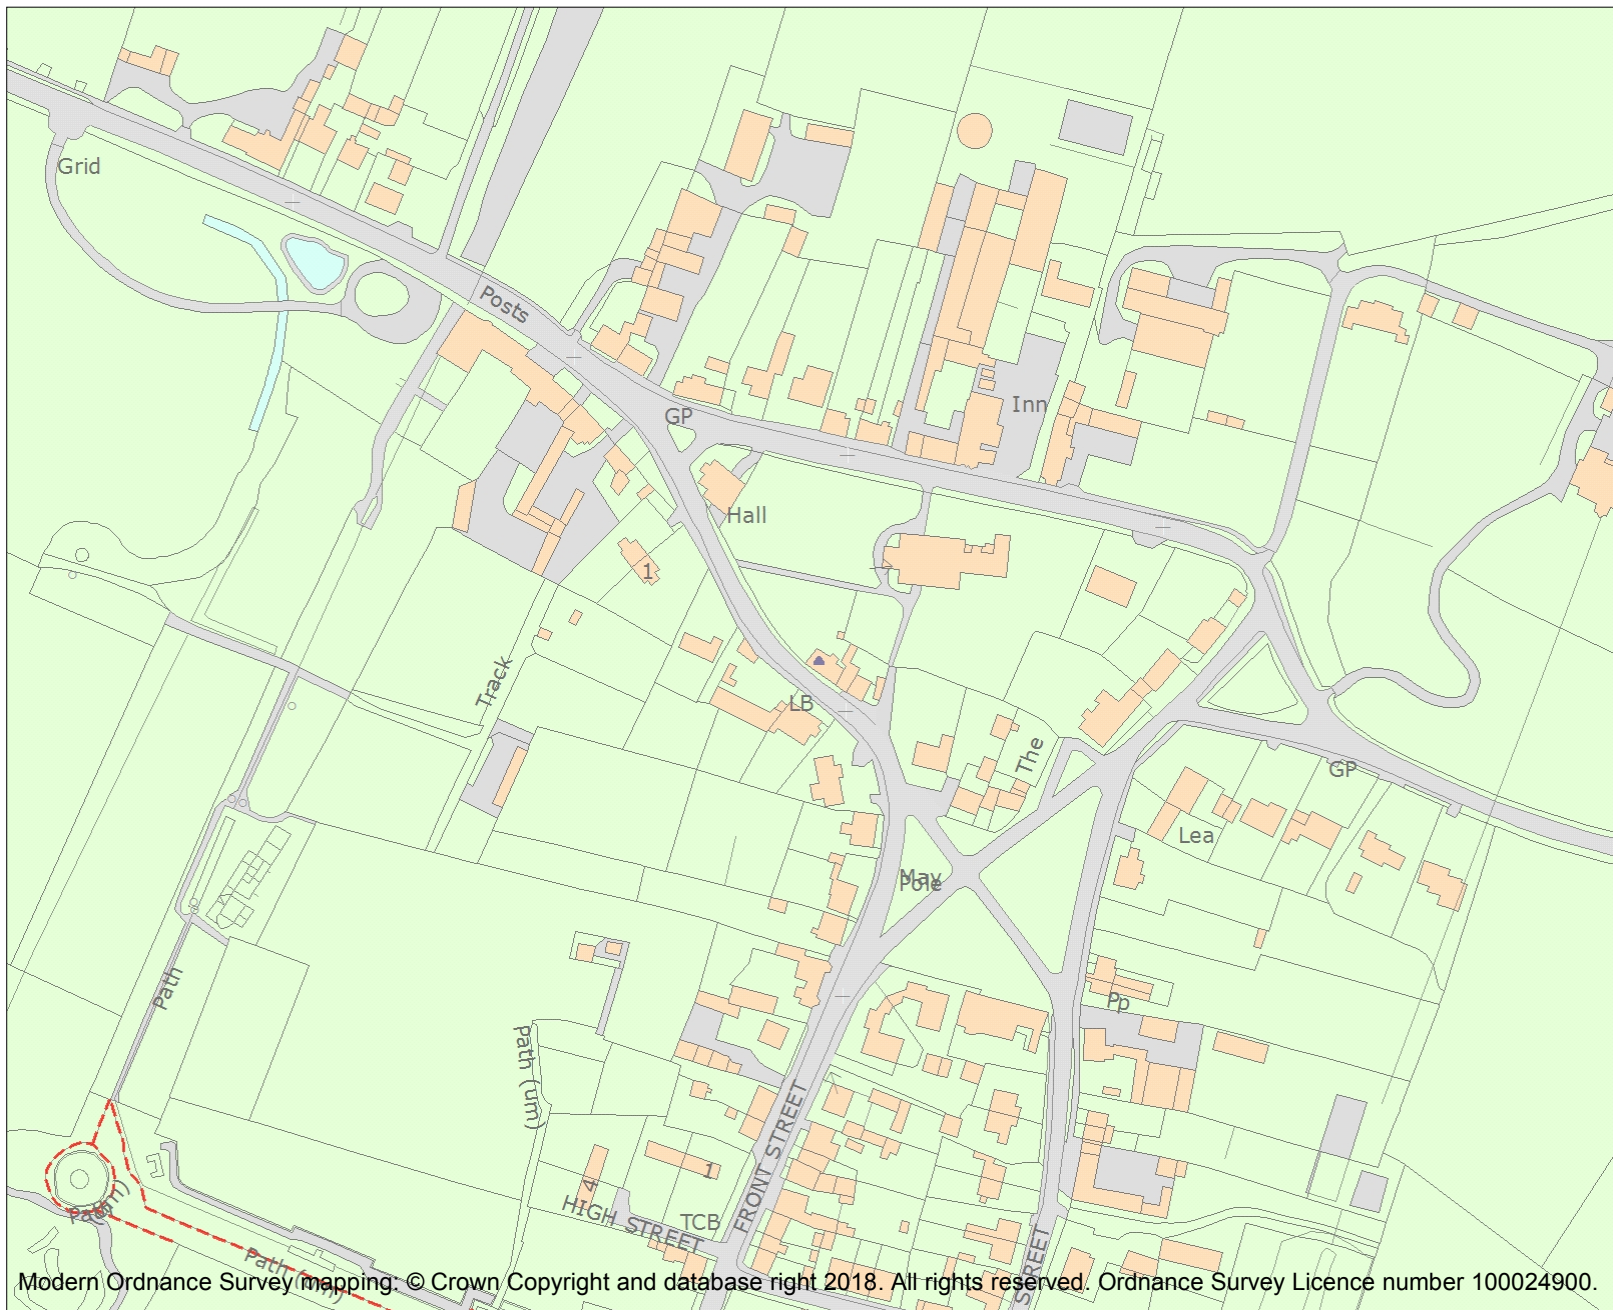 Grid
Posts
GP
Inn
Hall
1
Track
LB
The
GP
Lea
May
Pole
Path
Pp
Path (um)
FRONT STREET
1
4
HIGH STREET
TCB
STREET
Path (um)
Modern Ordnance Survey mapping: © Crown Copyright and database right 2018. All rights reserved. Ordnance Survey Licence number 100024900.